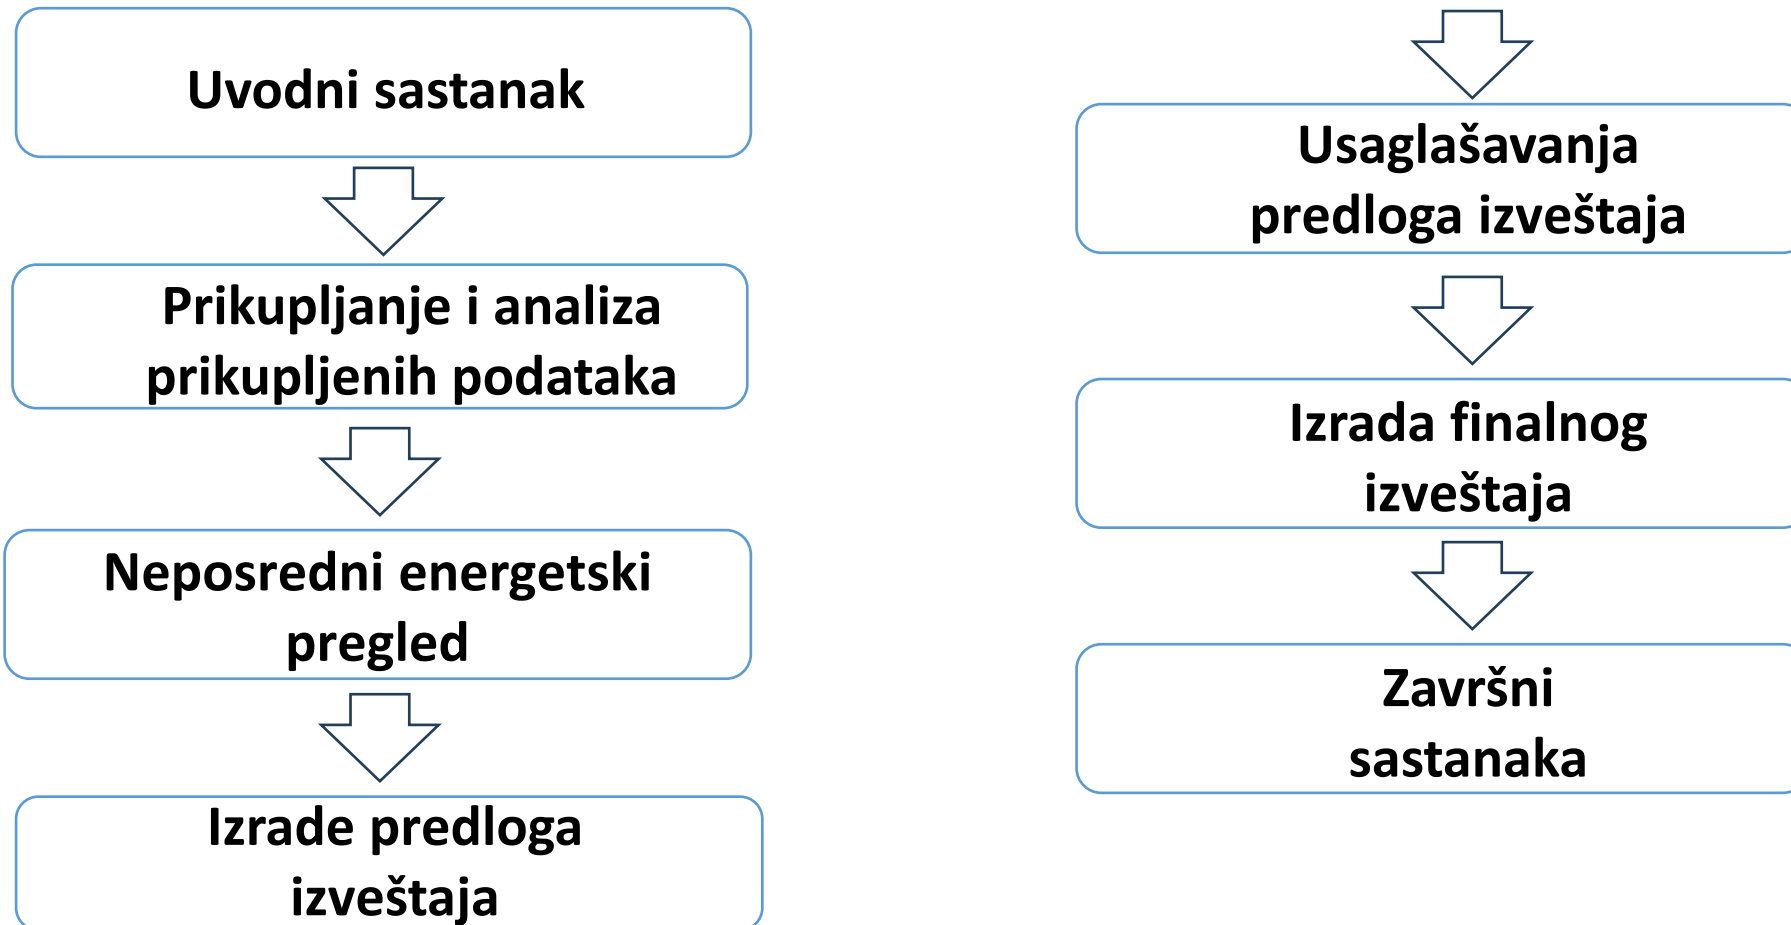 Uvodni sastanak
Prikupljanje i analiza
prikupljenih podataka
Neposredni energetski
pregled
Izrade predloga
izveštaja
Usaglašavanja
predloga izveštaja
Izrada finalnog
izveštaja
Završni
sastanaka